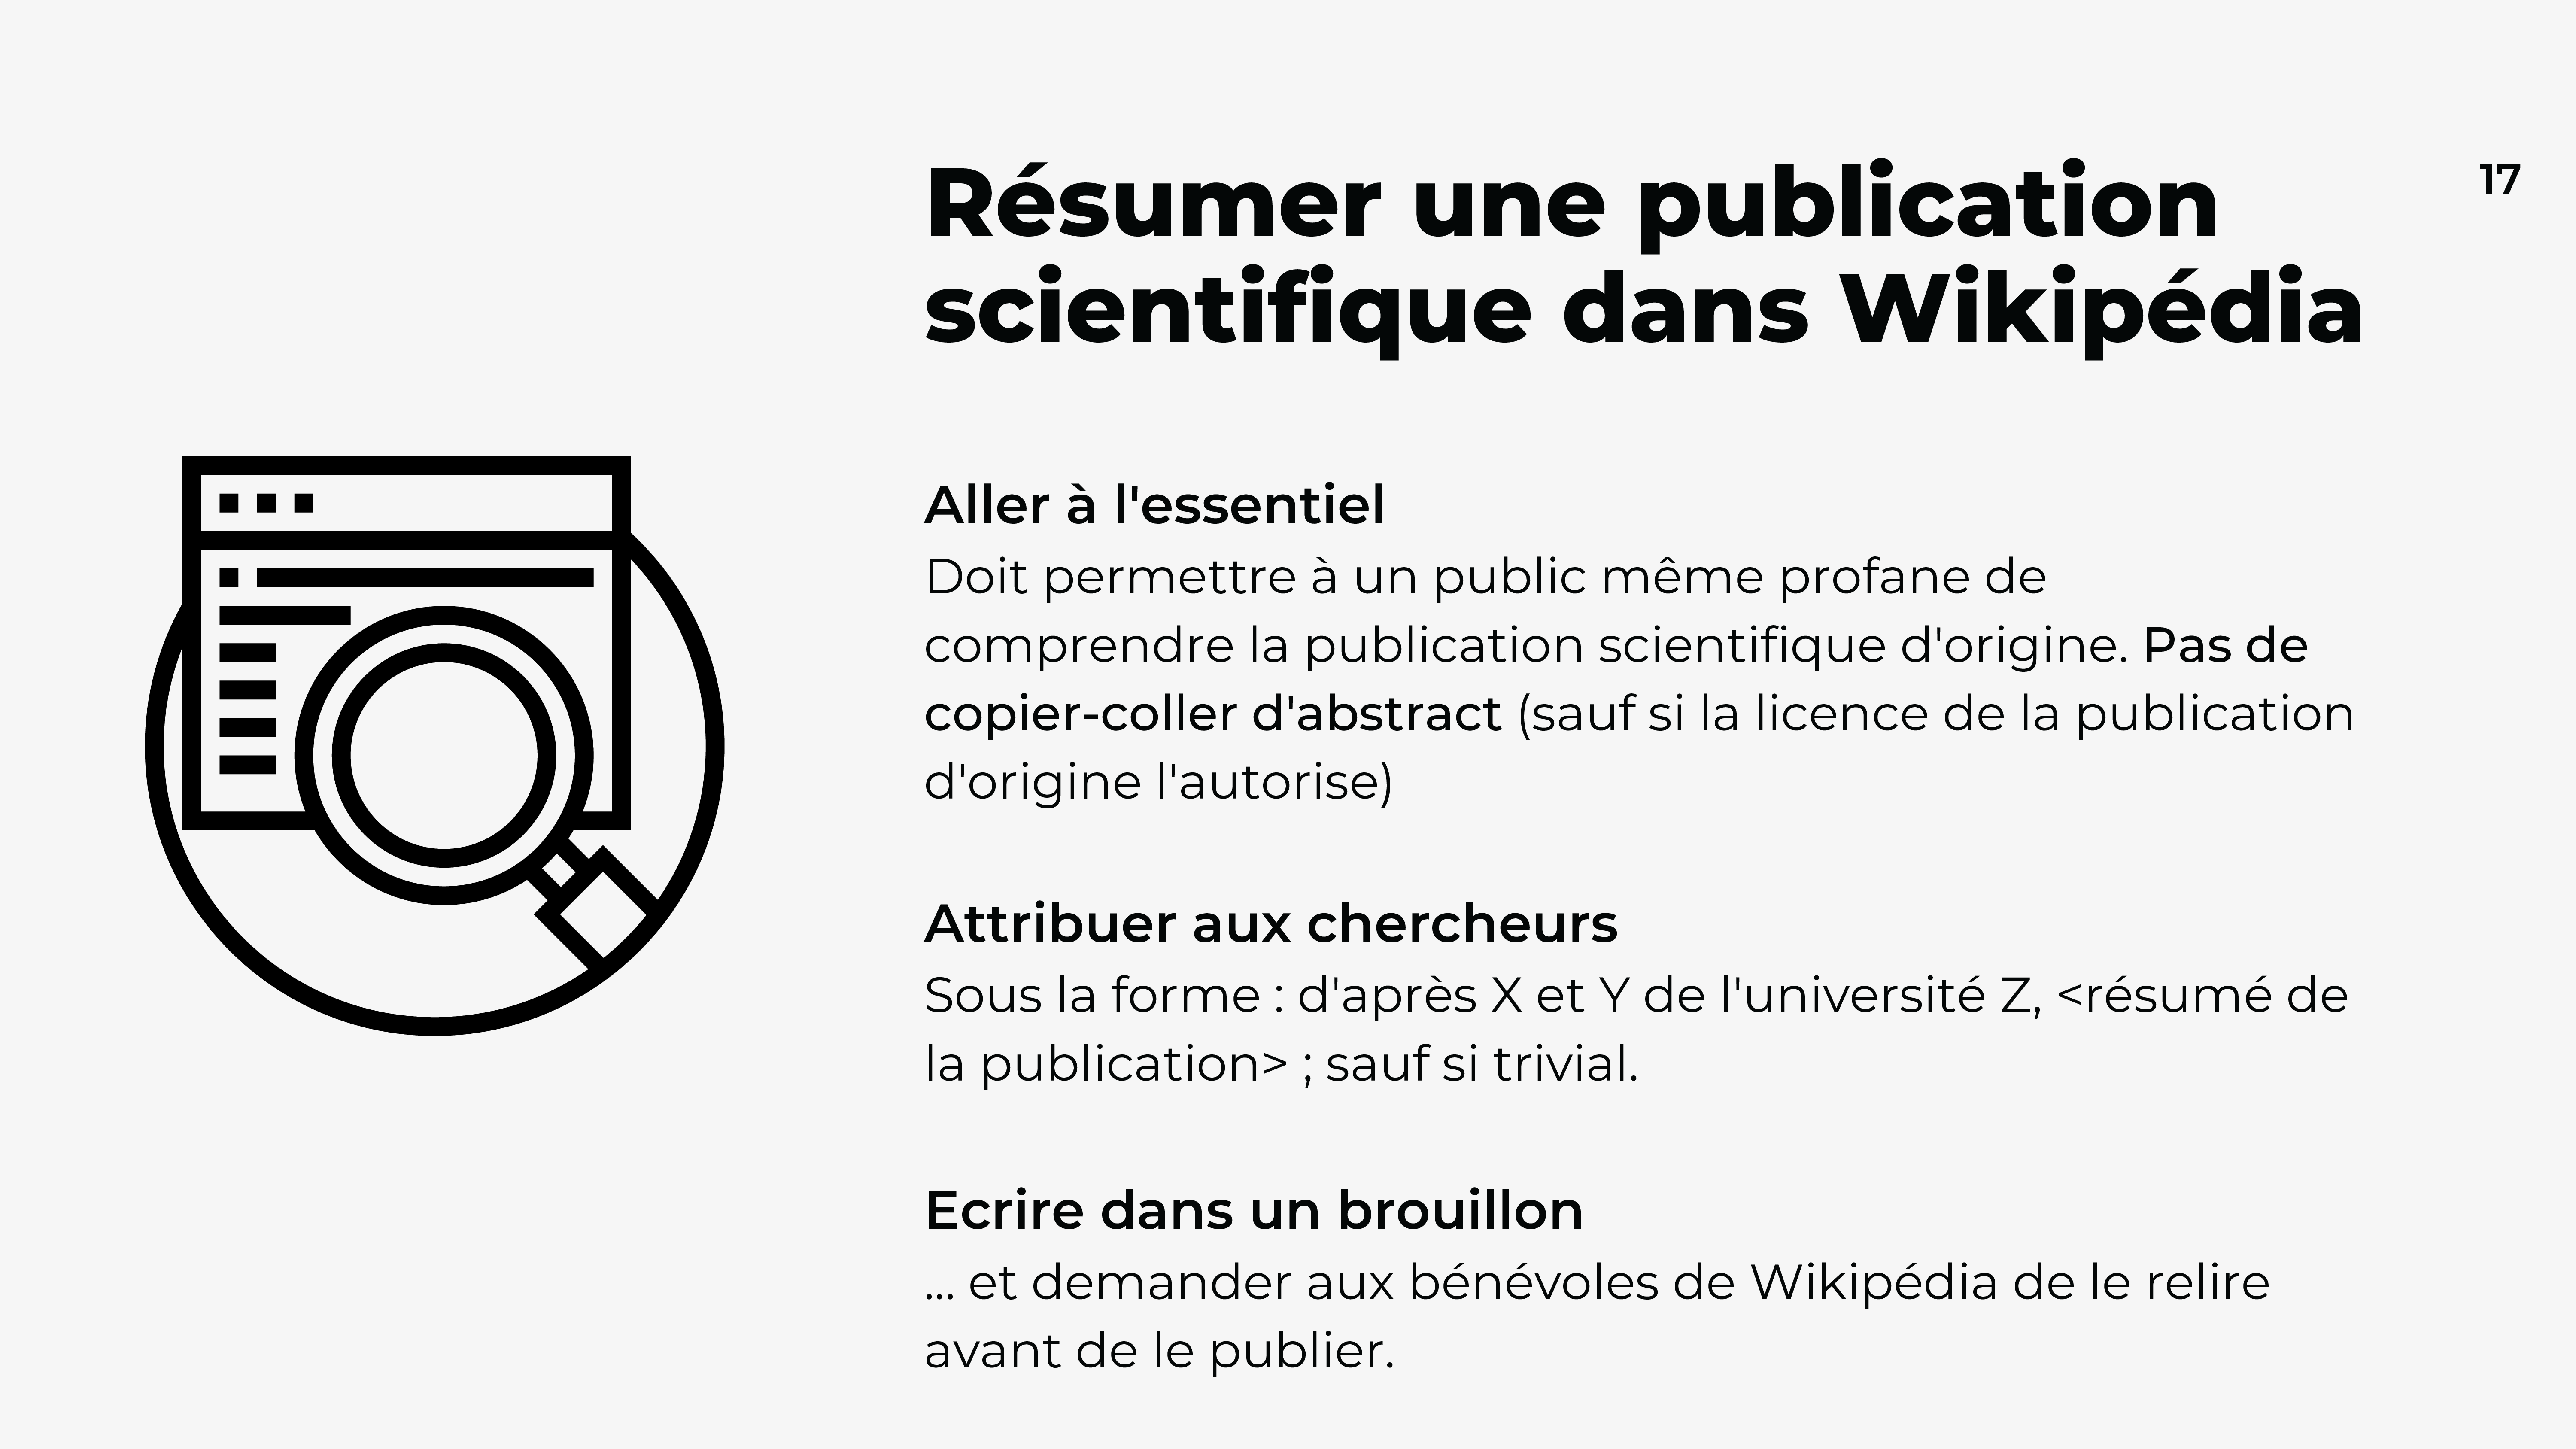 Résumer une publication
scientifique dans Wikipédia
17
Aller à l'essentiel
Doit permettre à un public même profane de
comprendre la publication scientifique d'origine. Pas de
copier-coller d'abstract (sauf si la licence de la publication
d'origine l'autorise)
Attribuer aux chercheurs
Sous la forme : d'après X et Y de l'université Z, <résumé de
la publication> ; sauf si trivial.
Ecrire dans un brouillon
... et demander aux bénévoles de Wikipédia de le relire
avant de le publier.